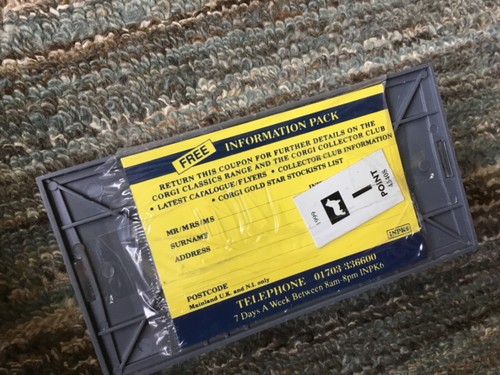 FREE INFORMATION PACK
RETURN THIS COUPON FOR FURTHER DETAILS ON THE
CORGI CLASSICS RANGE AND THE CORGI COLLECTOR CLUB
• LATEST CATALOGUE/FLYERS • COLLECTOR CLUB INFORMATION
• CORGI GOLD STAR STOCKISTS LIST
MR/MRS/MS
SURNAME
ADDRESS
1999
1
POINT
INPK6
POSTCODE
Mainland U.K. and N.I. only
TELEPHONE 01703 336600
7 Days A Week Between 8am-8pm INPK6